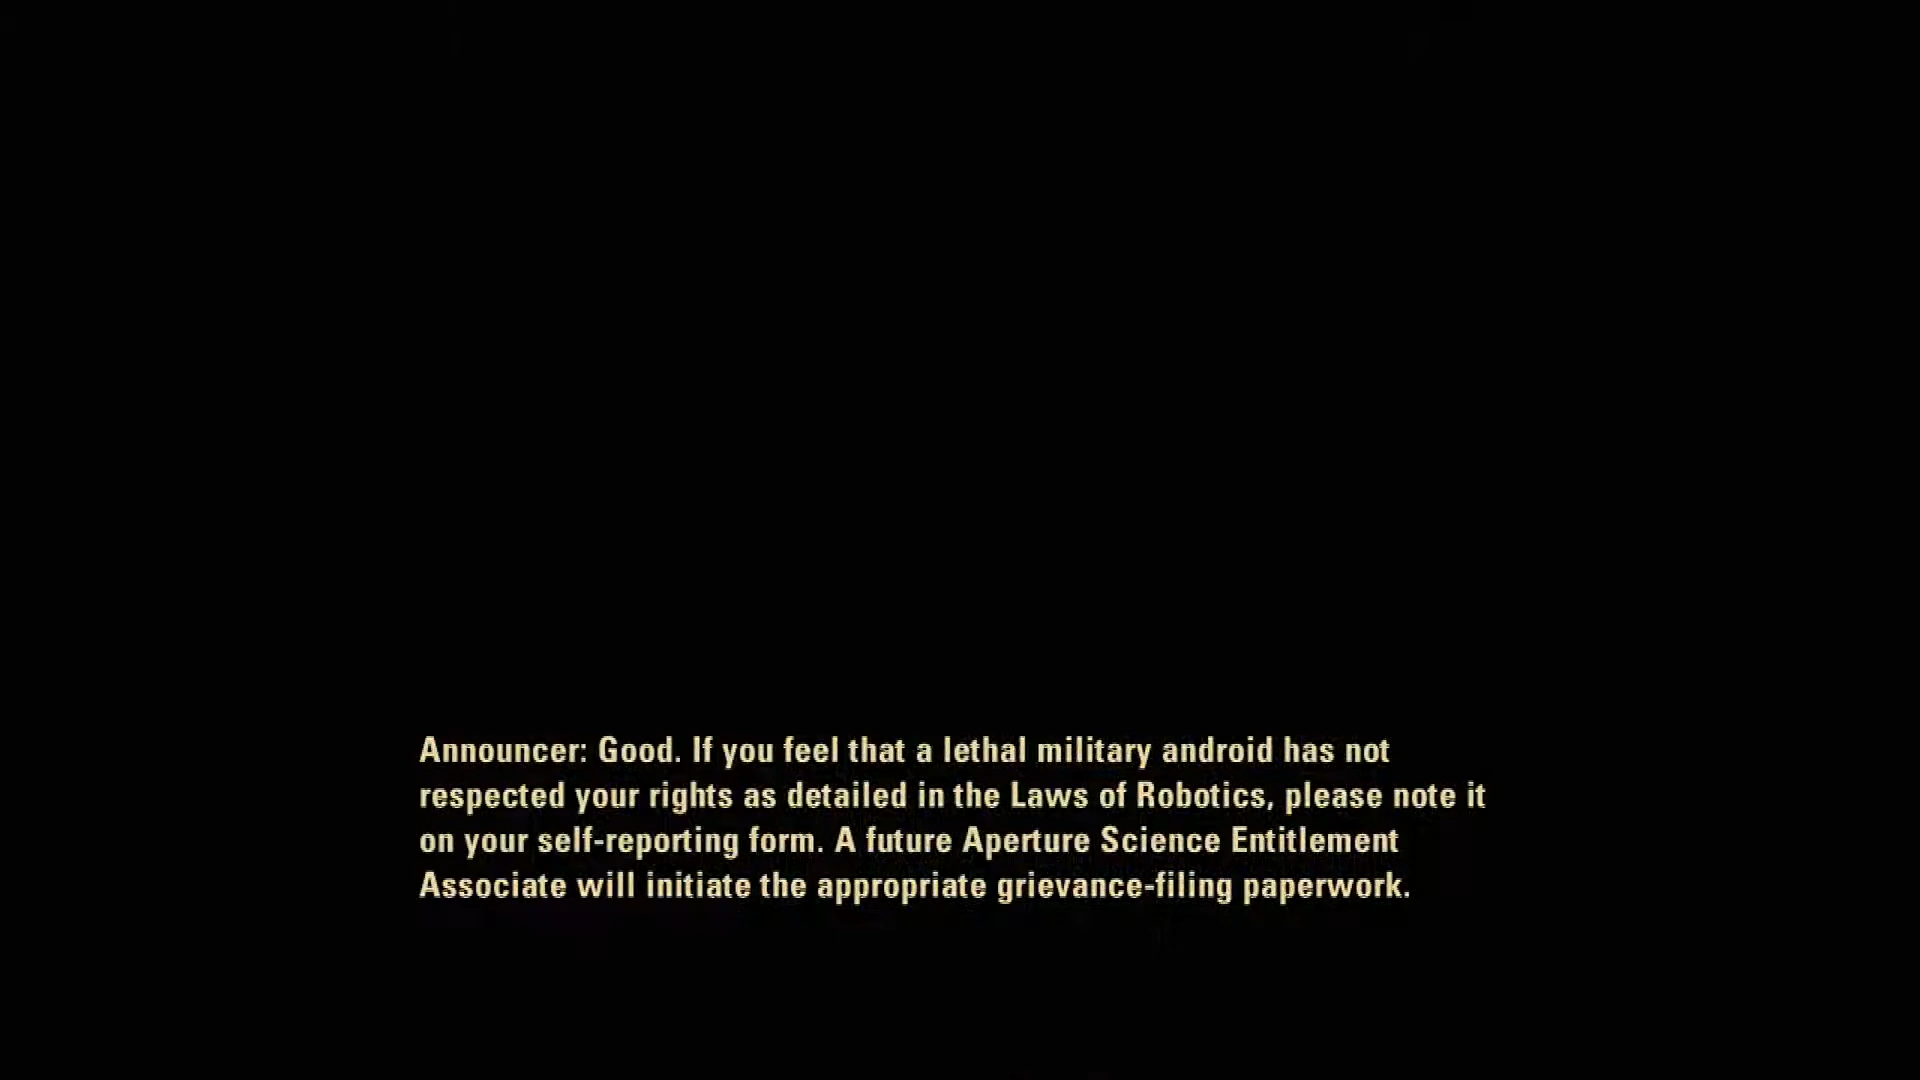 Announcer: Good. If you feel that a lethal military android has not
respected your rights as detailed in the Laws of Robotics, please note it
on your self-reporting form. A future Aperture Science Entitlement
Associate will initiate the appropriate grievance-filing paperwork.